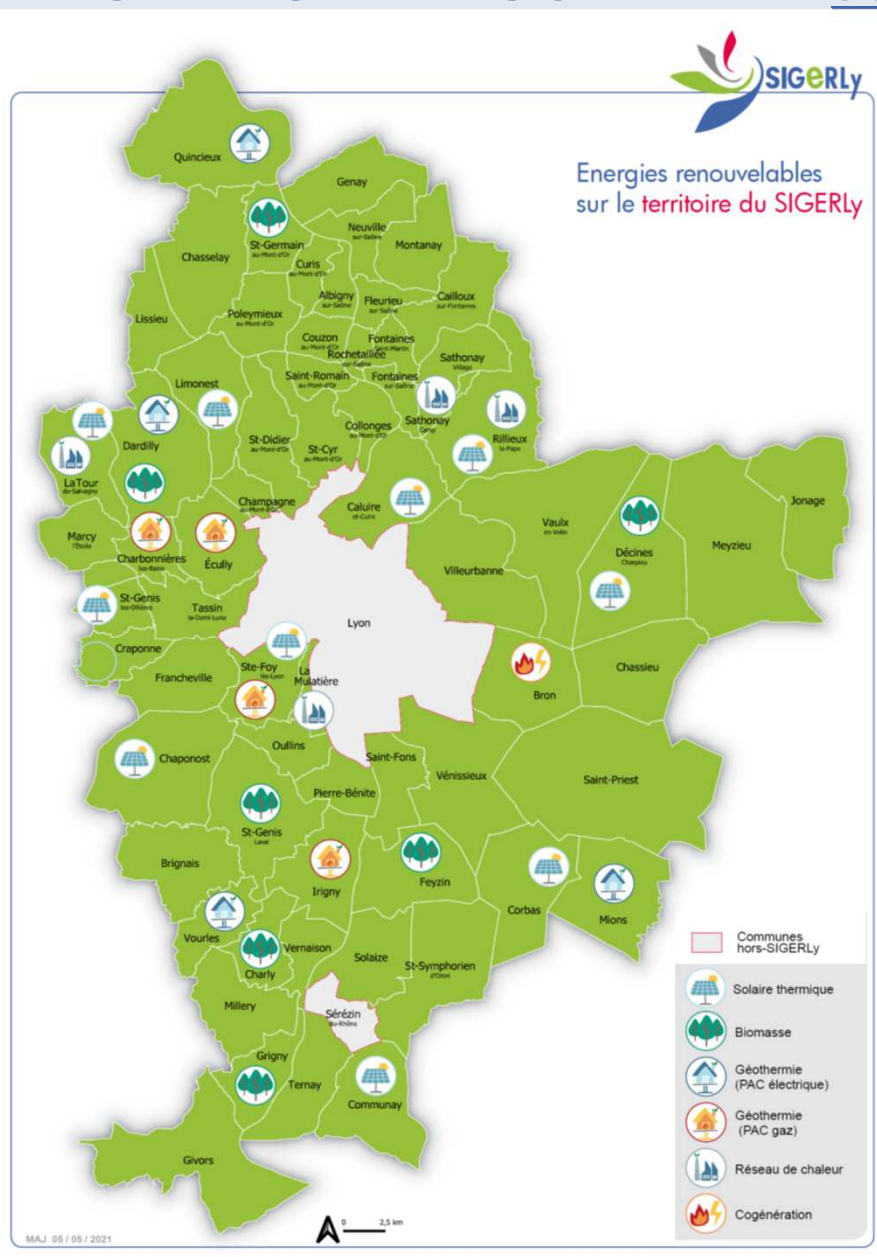 SIGeRLy
Energies renouvelables
sur le territoire du SIGERLy
Quincieux
Genay
St-Germain
au-Mont-d'Or
Neuville
sur-Saône
Montanay
Chasselay
Curis
au-Mont-d'Or
Albigny
sur-Saône
Fleurieu
sur-Saône
Cailloux
sur-Fontaines
Lissieu
Poleymieux
au-Mont-d'Or
Couzon
au-Mont-d'Or
Fontaines
Saint-Martin
Rochetaillée
sur-Saône
Sathonay
Village
Saint-Romain
au-Mont-d'Or
Fontaines
sur-Saône
Limonest
Sathonay
Camp
Rillieux
la-Pape
Collonges
au-Mont-d'Or
Dardilly
St-Didier
au-Mont-d'Or
St-Cyr
au-Mont-d'Or
La Tour
de-Salvagny
Champagne
au-Mont-d'Or
Caluire
et-Cuire
Jonage
Vaulx
en-Velin
Marcy
l'Étoile
Décines
Charpieu
Meyzieu
Charbonnières
les-Bains
Écully
Villeurbanne
St-Genis
les-Ollières
Tassin
la-Demi-Lune
Lyon
Craponne
Francheville
Ste-Foy
lès-Lyon
La
Mulatière
Chassieu
Bron
Oullins
Chaponost
Saint-Fons
Vénissieux
Saint-Priest
Pierre-Bénite
St-Genis
Laval
Brignais
Irigny
Feyzin
Corbas
Mions
Vourles
Vernaison
Charly
Solaize
St-Symphorien
d'Ozon
Millery
Sérézin
du-Rhône
Grigny
Ternay
Communay
Givors
Communes
hors-SIGERLy
Solaire thermique
Biomasse
Géothermie
(PAC électrique)
Géothermie
(PAC gaz)
Réseau de chaleur
Cogénération
0 2,5 km
MAJ 05 / 05 / 2021